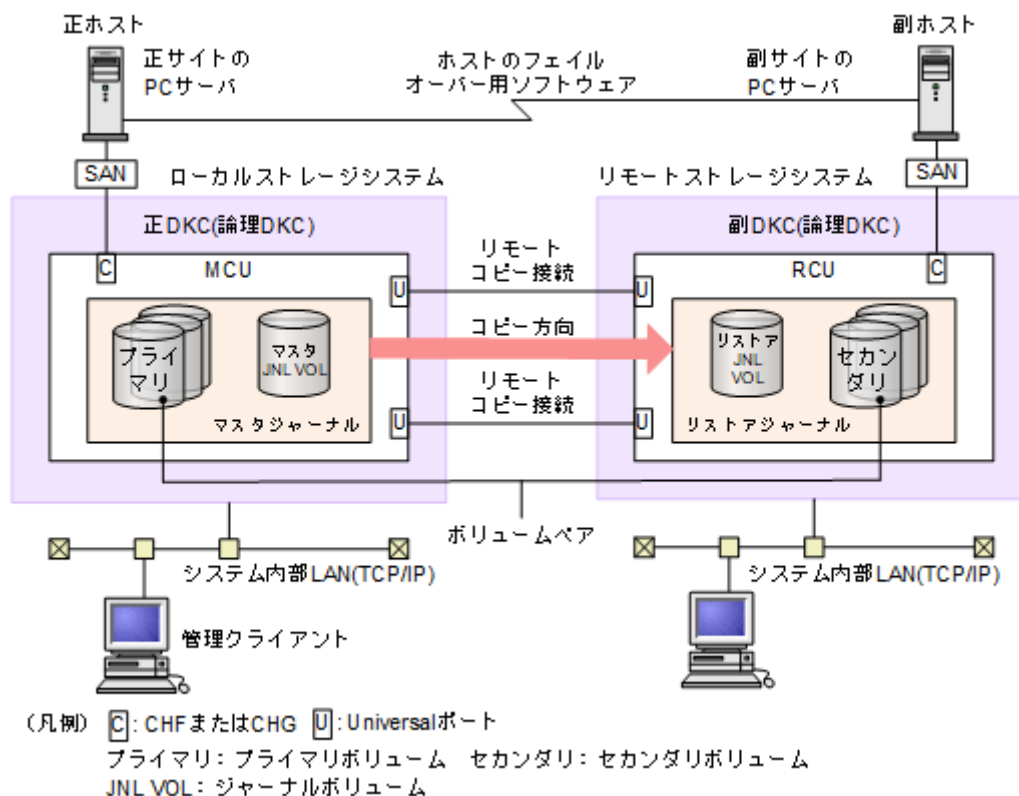 正ホスト
副ホスト
正サイトの
PCサーバ
ホストのフェイル
オーバー用ソフトウェア
副サイトの
PCサーバ
SAN
SAN
ローカルストレージシステム
リモートストレージシステム
正DKC(論理DKC)
副DKC(論理DKC)
C
MCU
リモート
コピー接続
RCU
C
U
U
プライ
マリ
マスタ
JNL VOL
コピー方向
リストア
JNL
VOL
セカン
ダリ
リモート
コピー接続
マスタジャーナル
U
U
リストアジャーナル
ボリュームペア
システム内部LAN(TCP/IP)
システム内部LAN(TCP/IP)
管理クライアント
(凡例) C:CHFまたはCHG U:Universalポート
プライマリ:プライマリボリューム セカンダリ:セカンダリボリューム
JNL VOL:ジャーナルボリューム